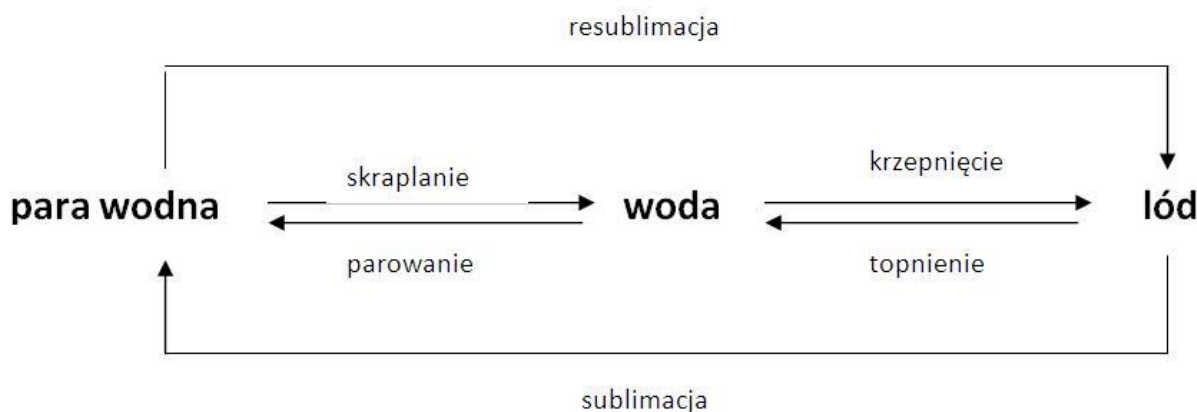 resublimacja
skraplanie
krzepnięcie
para wodna
woda
lód
parowanie
topnienie
sublimacja